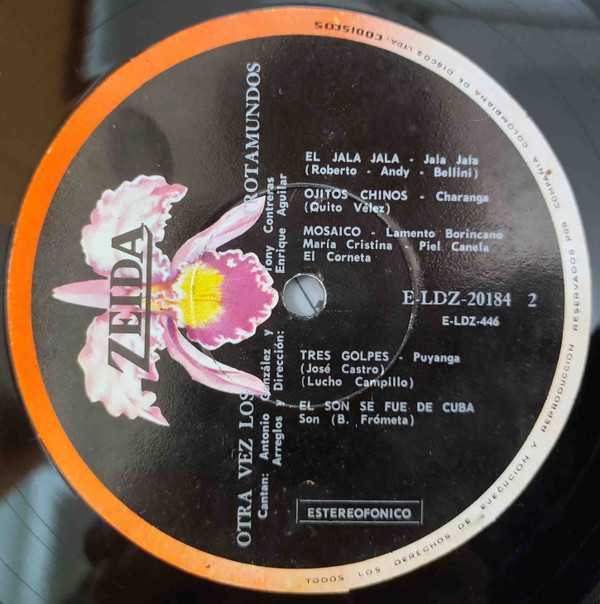 ZEIDA
OTRA VEZ LOS ROTAMUNDOS
Cantan: Antonio González y Tony Contreras
Arreglos y Dirección: Enrique Aguilar
EL JALA JALA - Jala Jala
(Roberto - Andy - Bellini)
OJITOS CHINOS - Charanga
(Quito Vélez)
MOSAICO - Lamento Borincano
María Cristina - Piel Canela
El Corneta
E-LDZ-20184 2
E-LDZ-446
TRES GOLPES - Puyanga
(José Castro)
(Lucho Campillo)
EL SON SE FUE DE CUBA
Son (B. Frómeta)
ESTEREOFONICO
TODOS LOS DERECHOS DE EJECUCION Y REPRODUCCION RESERVADOS POR COMPAÑIA COLOMBIANA DE DISCOS LTDA. CODISCOS